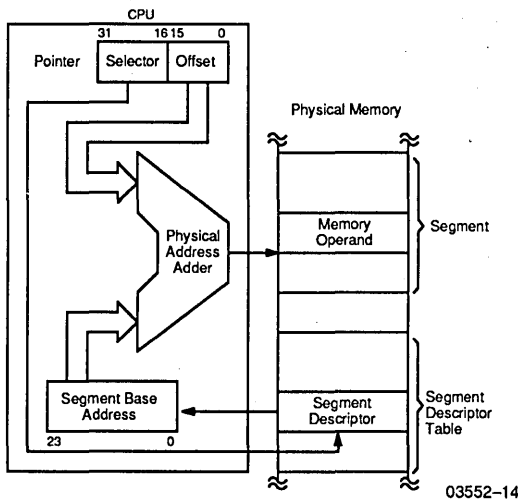 CPU
31 16 15 0
Pointer Selector Offset
Physical Memory
Memory
Operand
Segment
Physical
Address
Adder
Segment Base
Address
23 0
Segment
Descriptor
Segment
Descriptor
Table
03552–14